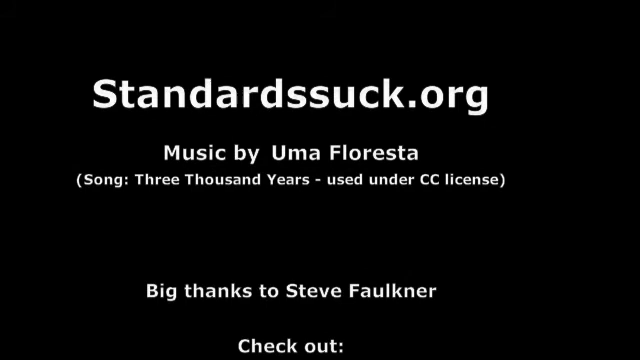 Standardssuck.org
Music by Uma Floresta
(Song: Three Thousand Years - used under CC license)
Big thanks to Steve Faulkner
Check out: